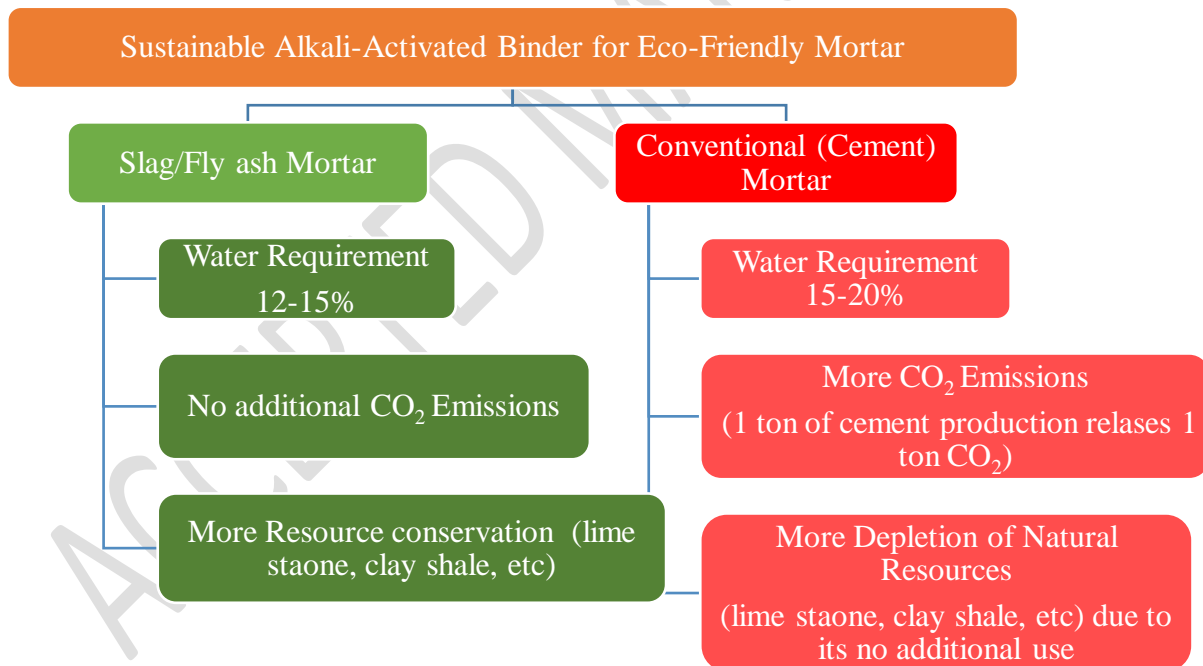 Sustainable Alkali-Activated Binder for Eco-Friendly Mortar
Slag/Fly ash Mortar
Water Requirement
12-15%
No additional CO₂ Emissions
More Resource conservation (lime
staone, clay shale, etc)
Conventional (Cement)
Mortar
Water Requirement
15-20%
More CO₂ Emissions
(1 ton of cement production relases 1
ton CO₂)
More Depletion of Natural
Resources
(lime staone, clay shale, etc) due to
its no additional use
ACCEPTED